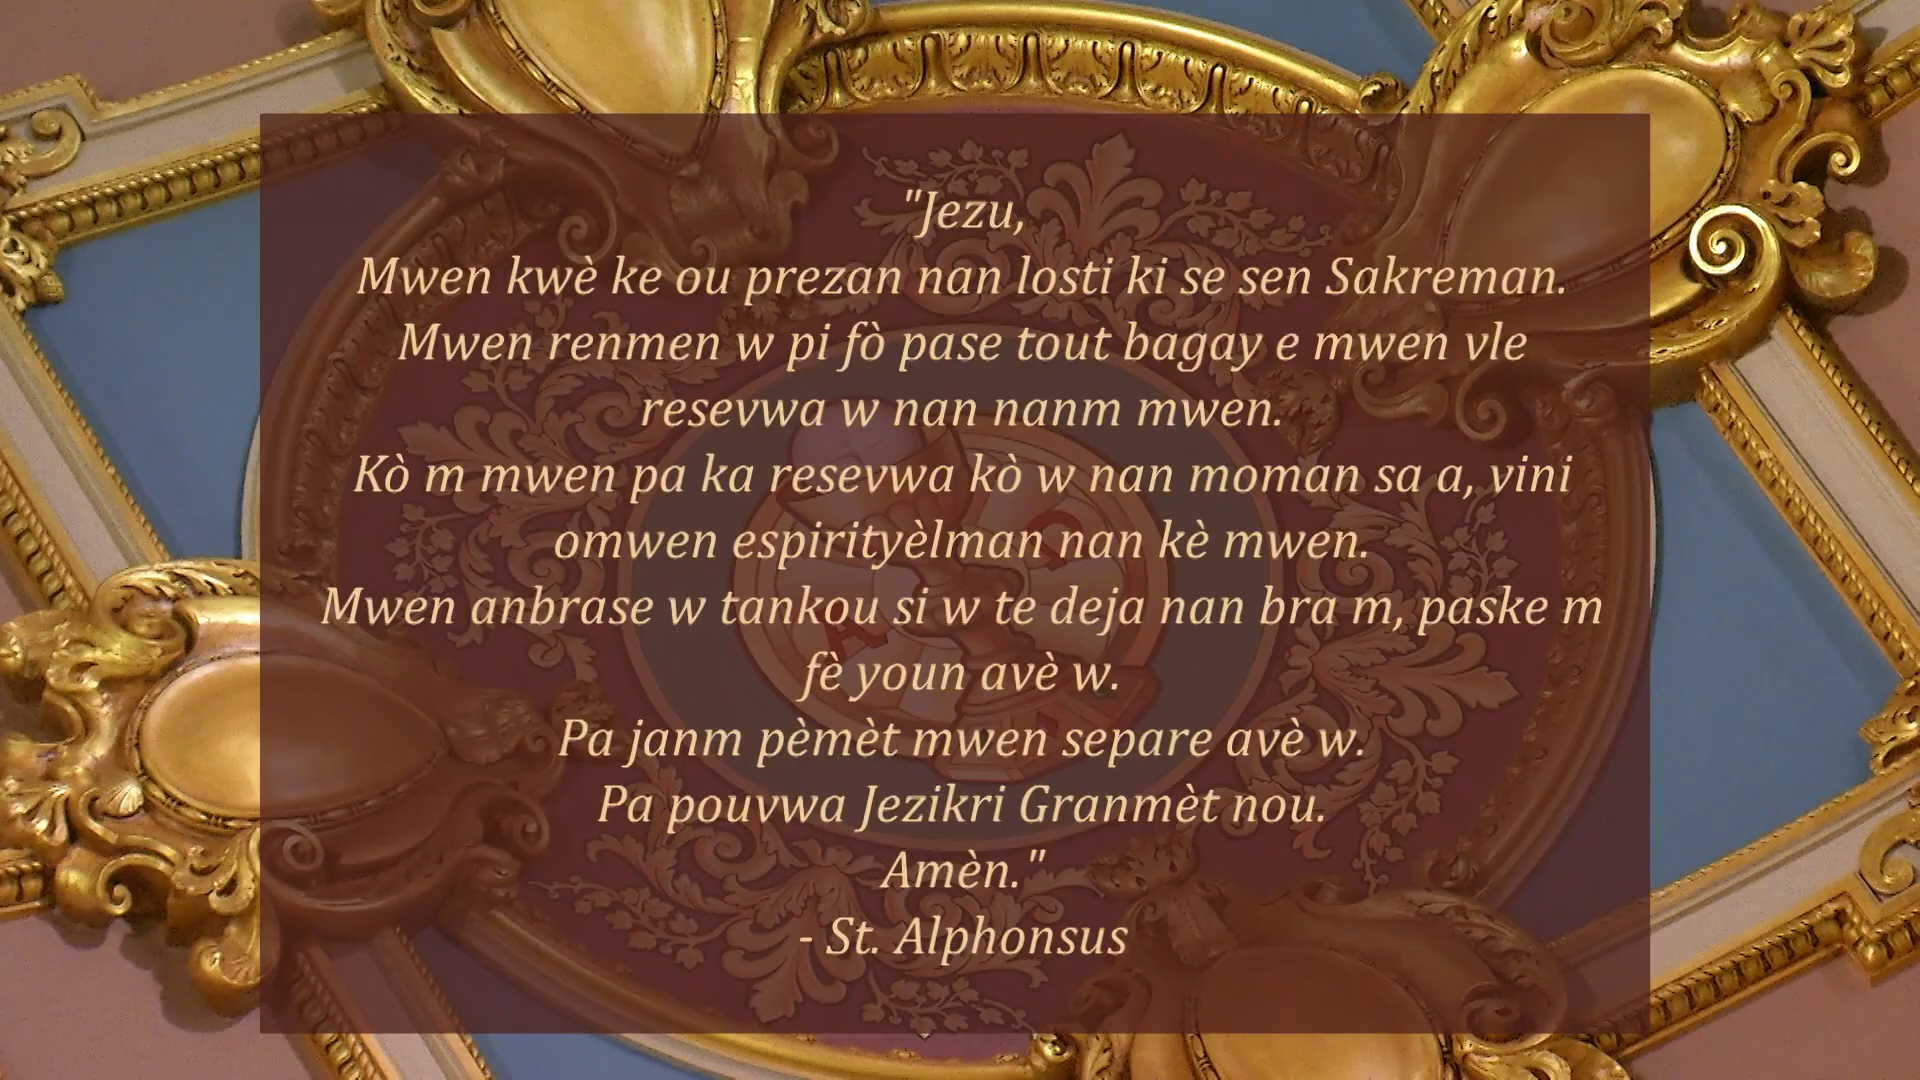 "Jezu,
Mwen kwè ke ou prezan nan losti ki se sen Sakreman.
Mwen renmen w pi fò pase tout bagay e mwen vle
resevwa w nan nanm mwen.
Kò m mwen pa ka resevwa kò w nan moman sa a, vini
omwen espirityèlman nan kè mwen.
Mwen anbrase w tankou si w te deja nan bra m, paske m
fè youn avè w.
Pa janm pèmèt mwen separe avè w.
Pa pouvwa Jezikri Granmèt nou.
Amèn."
- St. Alphonsus